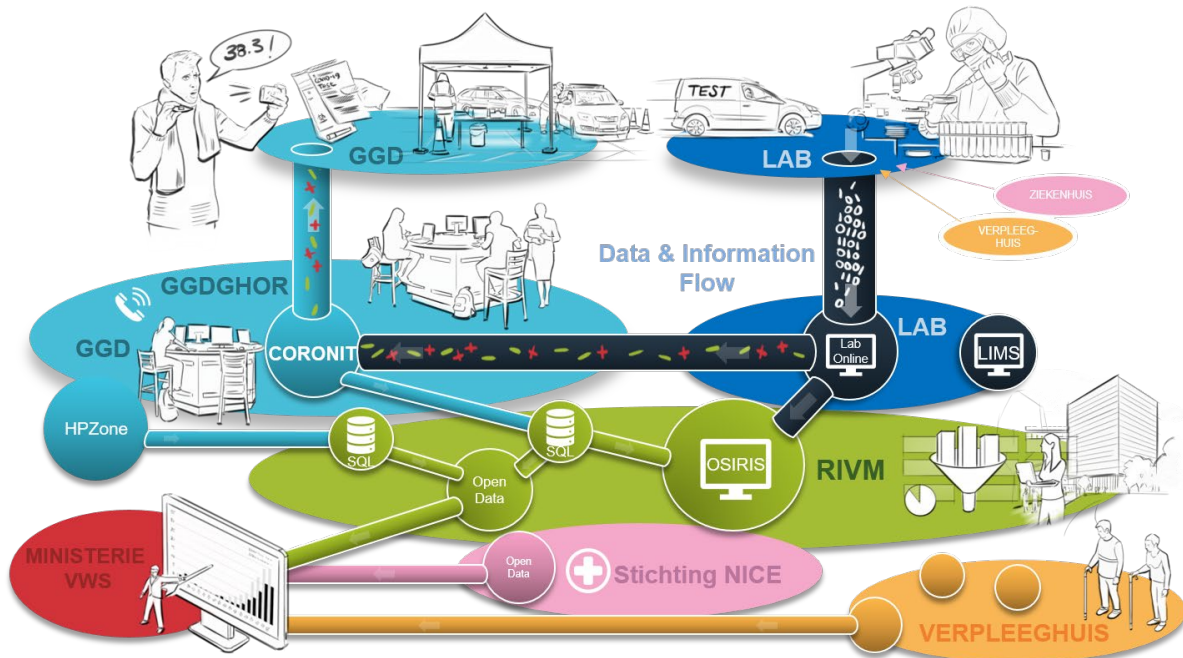 38.3!
COVID-19
TEST
GGD
TEST
LAB
ZIEKENHUIS
VERPLEEG-
HUIS
Data & Information
Flow
GGDGHOR
GGD
CORONIT
Lab
Online
LAB
LIMS
HPZone
SQL
SQL
Open
Data
OSIRIS
RIVM
MINISTERIE
VWS
Open
Data
Stichting NICE
VERPLEEGHUIS